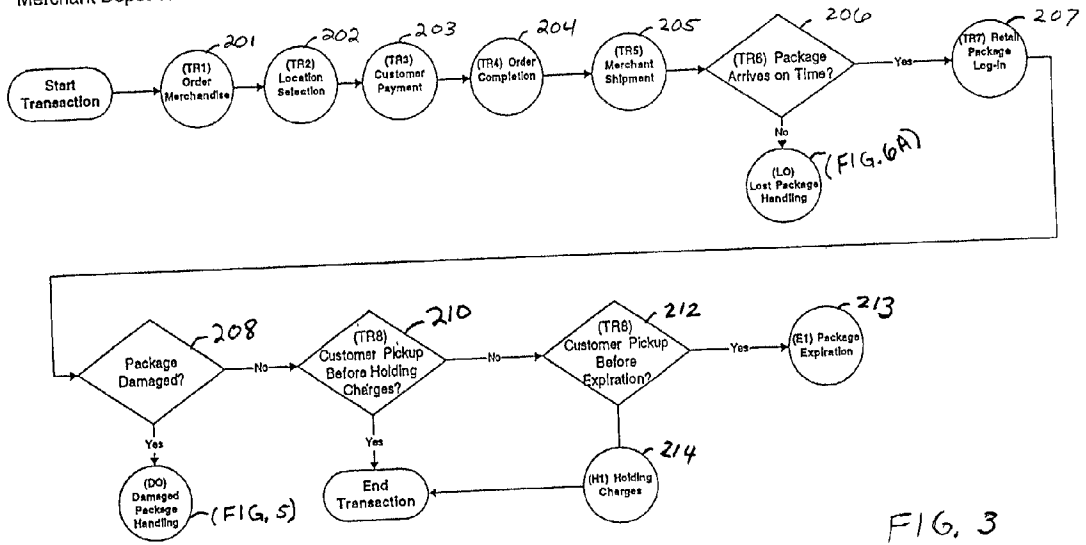 Merchant Depot
Start
Transaction
(TR1)
Order
Merchandise
201
(TR2)
Location
Selection
202
(TR3)
Customer
Payment
203
(TR4) Order
Completion
204
(TR5)
Merchant
Shipment
205
(TR6) Package
Arrives on
Time?
206
Yes
(TR7) Retail
Package
Log-In
207
No
(LO)
Lost Package
Handling
(FIG. 6A)
Package
Damaged?
208
No
(TR8)
Customer Pickup
Before Holding
Charges?
210
No
(TR8)
Customer Pickup
Before
Expiration?
212
Yes
(E1) Package
Expiration
213
Yes
(DO)
Damaged
Package
Handling
(FIG. 5)
Yes
End
Transaction
(H1) Holding
Charges
214
FIG. 3